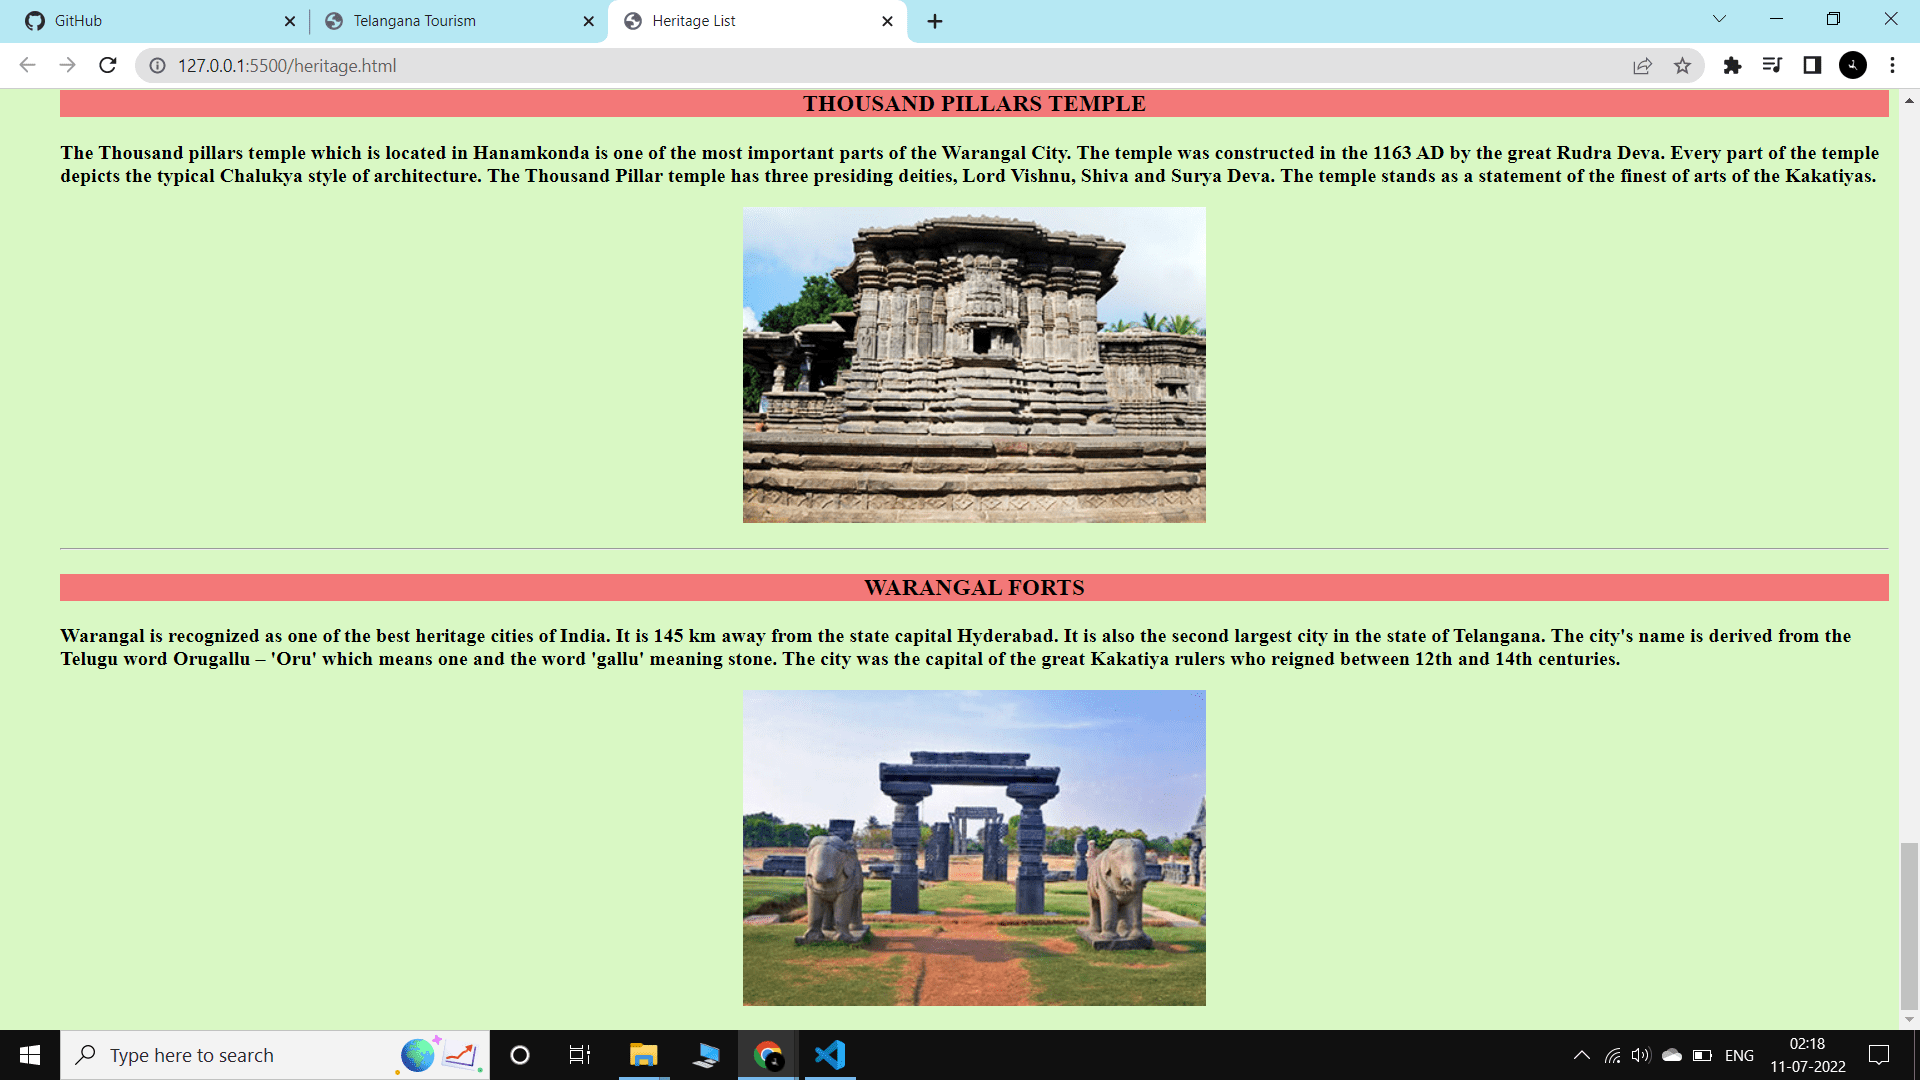 GitHub
Telangana Tourism
Heritage List
127.0.0.1:5500/heritage.html
THOUSAND PILLARS TEMPLE
The Thousand pillars temple which is located in Hanamkonda is one of the most important parts of the Warangal City. The temple was constructed in the 1163 AD by the great Rudra Deva. Every part of the temple
depicts the typical Chalukya style of architecture. The Thousand Pillar temple has three presiding deities, Lord Vishnu, Shiva and Surya Deva. The temple stands as a statement of the finest of arts of the Kakatiyas.
WARANGAL FORTS
Warangal is recognized as one of the best heritage cities of India. It is 145 km away from the state capital Hyderabad. It is also the second largest city in the state of Telangana. The city's name is derived from the
Telugu word Orugallu – 'Oru' which means one and the word 'gallu' meaning stone. The city was the capital of the great Kakatiya rulers who reigned between 12th and 14th centuries.
Type here to search
ENG
02:18
11-07-2022